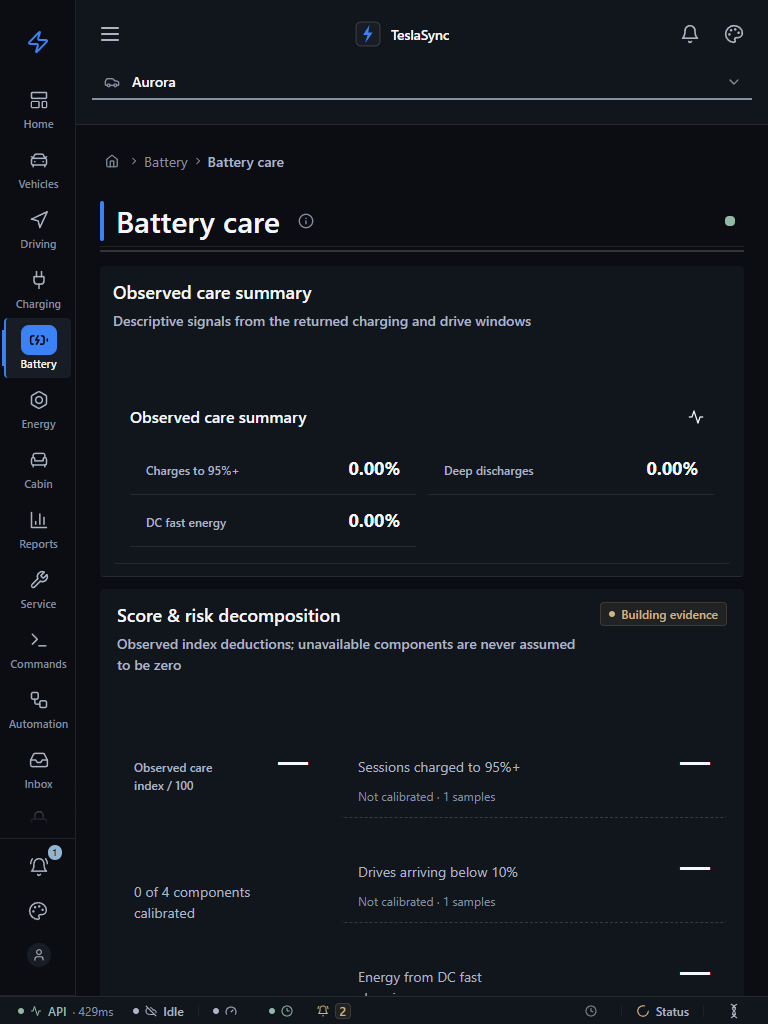 TeslaSync
Aurora
Home
Vehicles
Driving
Charging
Battery
Energy
Cabin
Reports
Service
Commands
Automation
Inbox
1
Battery
Battery care
Battery care
Observed care summary
Descriptive signals from the returned charging and drive windows
Observed care summary
Charges to 95%+ 0.00%
Deep discharges 0.00%
DC fast energy 0.00%
Score & risk decomposition
Building evidence
Observed index deductions; unavailable components are never assumed
to be zero
Observed care
index / 100
—
0 of 4 components
calibrated
Sessions charged to 95%+ —
Not calibrated · 1 samples
Drives arriving below 10% —
Not calibrated · 1 samples
Energy from DC fast —
API · 429ms
Idle
2
Status